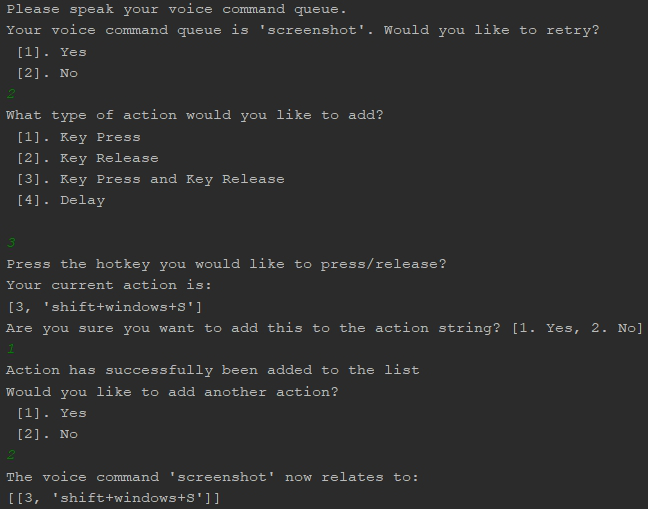 Please speak your voice command queue.
Your voice command queue is 'screenshot'. Would you like to retry?
[1]. Yes
[2]. No
2
What type of action would you like to add?
[1]. Key Press
[2]. Key Release
[3]. Key Press and Key Release
[4]. Delay
3
Press the hotkey you would like to press/release?
Your current action is:
[3, 'shift+windows+S']
Are you sure you want to add this to the action string? [1. Yes, 2. No]
1
Action has successfully been added to the list
Would you like to add another action?
[1]. Yes
[2]. No
2
The voice command 'screenshot' now relates to:
[[3, 'shift+windows+S']]